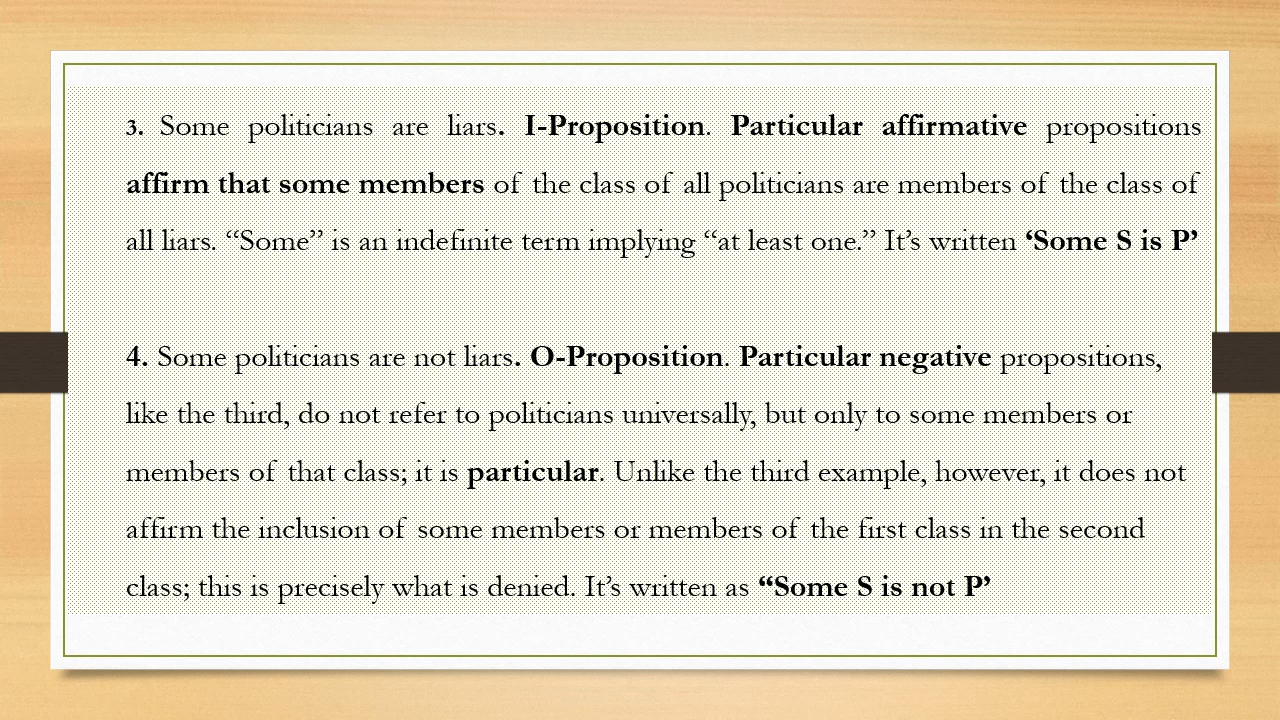 3. Some politicians are liars. I-Proposition. Particular affirmative propositions
affirm that some members of the class of all politicians are members of the class of
all liars. “Some” is an indefinite term implying “at least one.” It’s written ‘Some S is P’
4. Some politicians are not liars. O-Proposition. Particular negative propositions,
like the third, do not refer to politicians universally, but only to some members or
members of that class; it is particular. Unlike the third example, however, it does not
affirm the inclusion of some members or members of the first class in the second
class; this is precisely what is denied. It’s written as “Some S is not P’